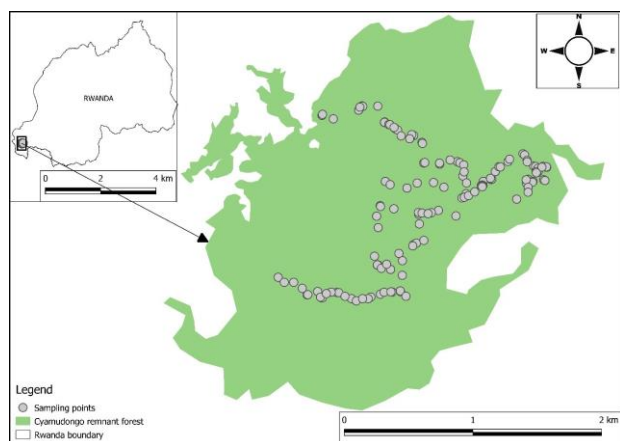 N
W E
S
RWANDA
0 2 4 km
Legend
Sampling points
Cyamudongo remnant forest
Rwanda boundary
0 1 2 km